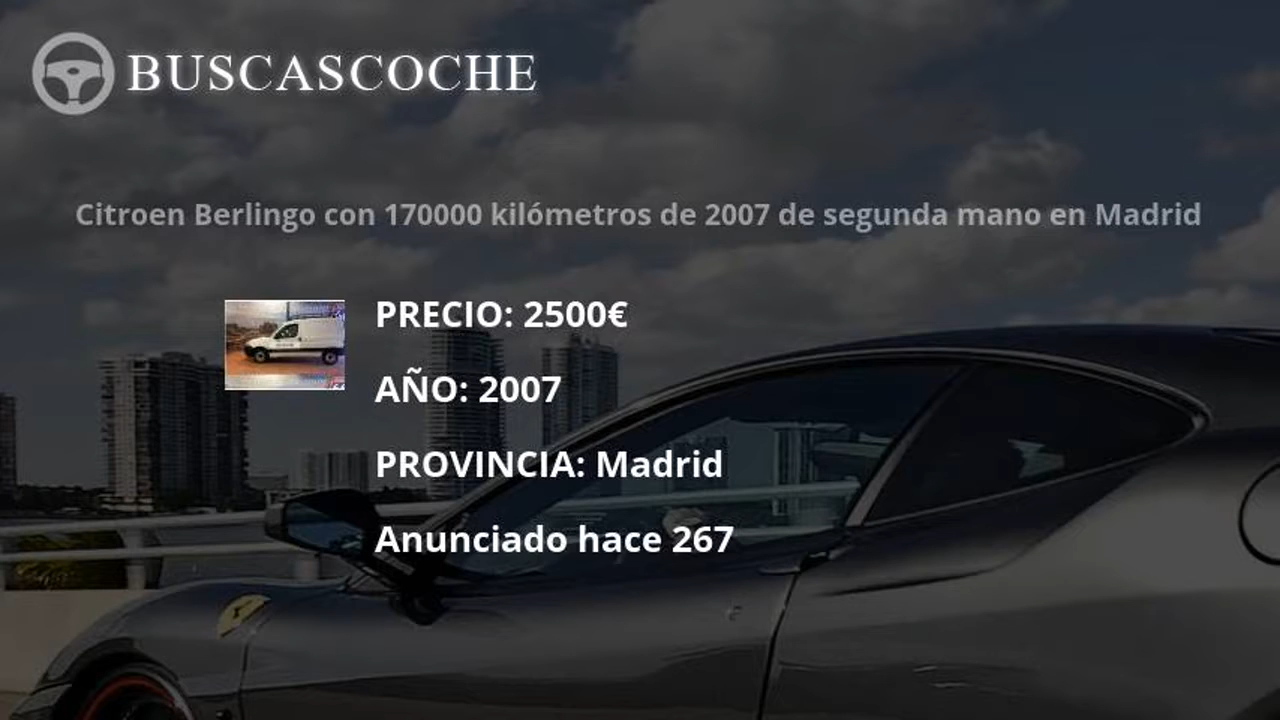 BUSCASCOCHE
Citroen Berlingo con 170000 kilómetros de 2007 de segunda mano en Madrid
PRECIO: 2500€
AÑO: 2007
PROVINCIA: Madrid
Anunciado hace 267